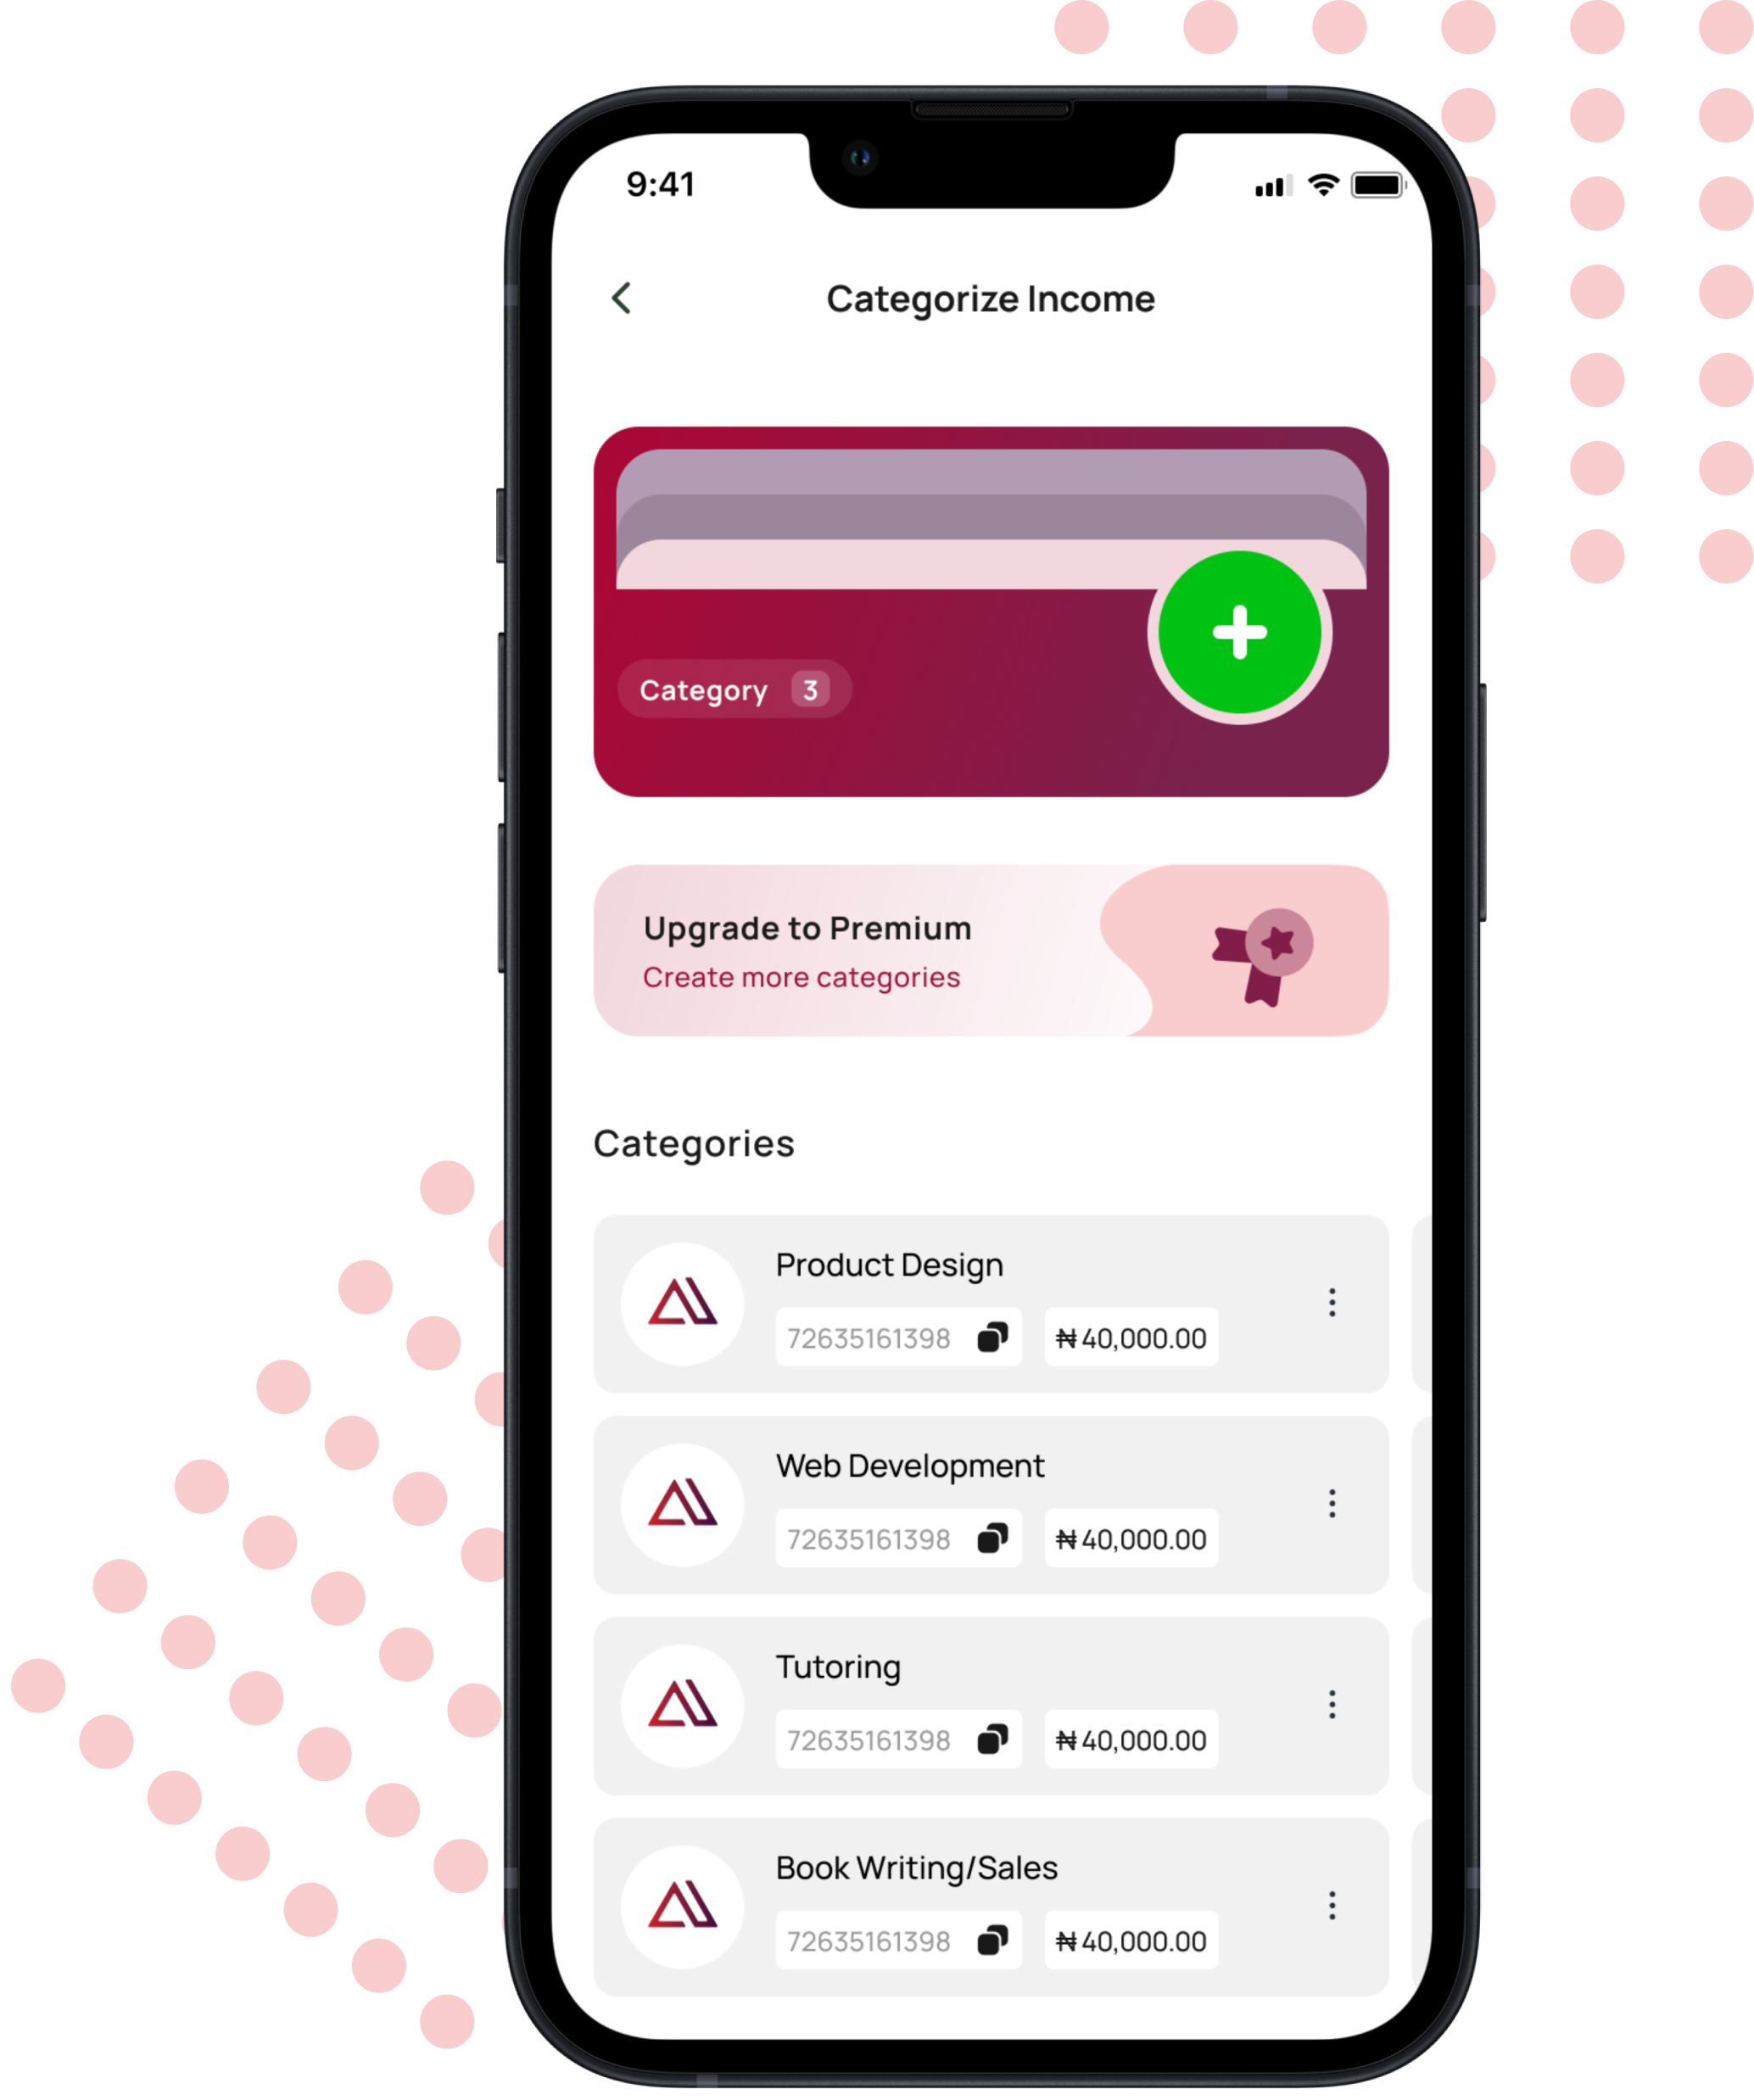 9:41
Categorize Income
Category 3
Upgrade to Premium
Create more categories
Categories
Product Design
72635161398 ₦40,000.00
Web Development
72635161398 ₦40,000.00
Tutoring
72635161398 ₦40,000.00
Book Writing/Sales
72635161398 ₦40,000.00